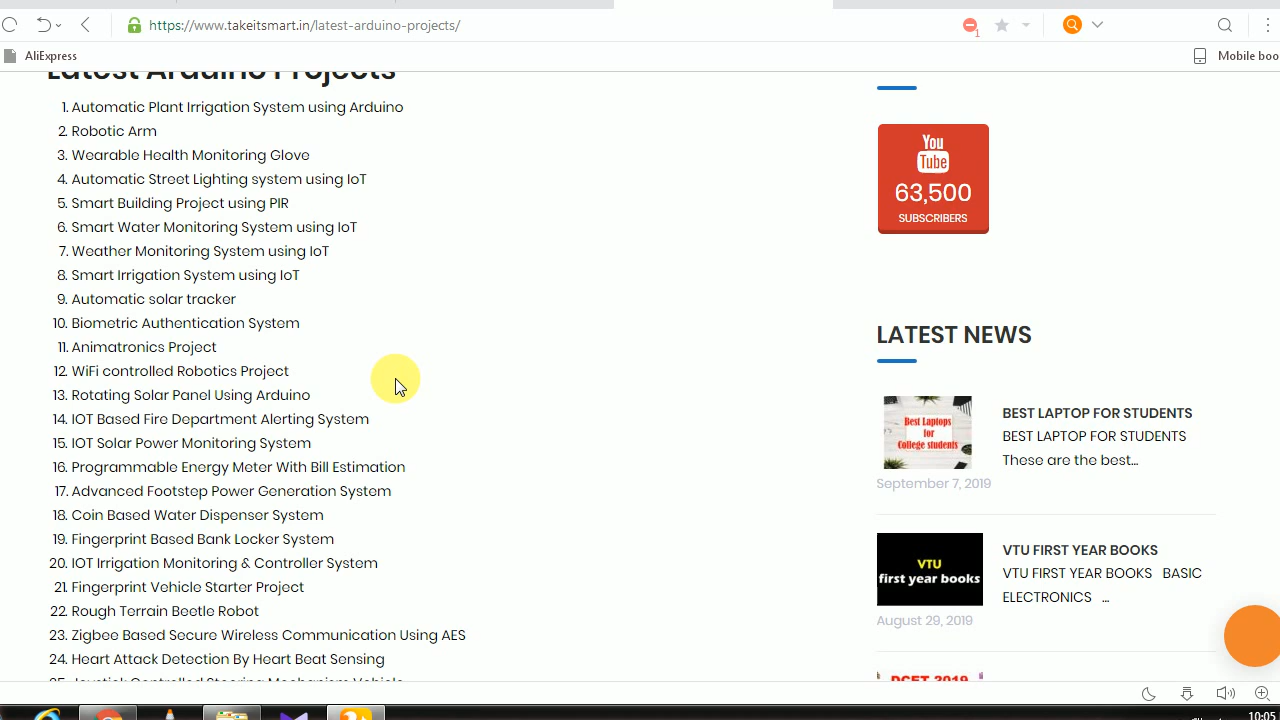 https://www.takeitsmart.in/latest-arduino-projects/
1
AliExpress
Mobile boo
Latest Arduino Projects
1. Automatic Plant Irrigation System using Arduino
2. Robotic Arm
3. Wearable Health Monitoring Glove
4. Automatic Street Lighting system using IoT
5. Smart Building Project using PIR
6. Smart Water Monitoring System using IoT
7. Weather Monitoring System using IoT
8. Smart Irrigation System using IoT
9. Automatic solar tracker
10. Biometric Authentication System
11. Animatronics Project
12. WiFi controlled Robotics Project
13. Rotating Solar Panel Using Arduino
14. IOT Based Fire Department Alerting System
15. IOT Solar Power Monitoring System
16. Programmable Energy Meter With Bill Estimation
17. Advanced Footstep Power Generation System
18. Coin Based Water Dispenser System
19. Fingerprint Based Bank Locker System
20. IOT Irrigation Monitoring & Controller System
21. Fingerprint Vehicle Starter Project
22. Rough Terrain Beetle Robot
23. Zigbee Based Secure Wireless Communication Using AES
24. Heart Attack Detection By Heart Beat Sensing
25. Joystick Controlled Steering Mechanism Vehicle
You
Tube
63,500
SUBSCRIBERS
LATEST NEWS
Best Laptops
for
College students
BEST LAPTOP FOR STUDENTS
BEST LAPTOP FOR STUDENTS
These are the best...
September 7, 2019
VTU
first year books
VTU FIRST YEAR BOOKS
VTU FIRST YEAR BOOKS BASIC
ELECTRONICS ...
August 29, 2019
DCET 2019
10:05